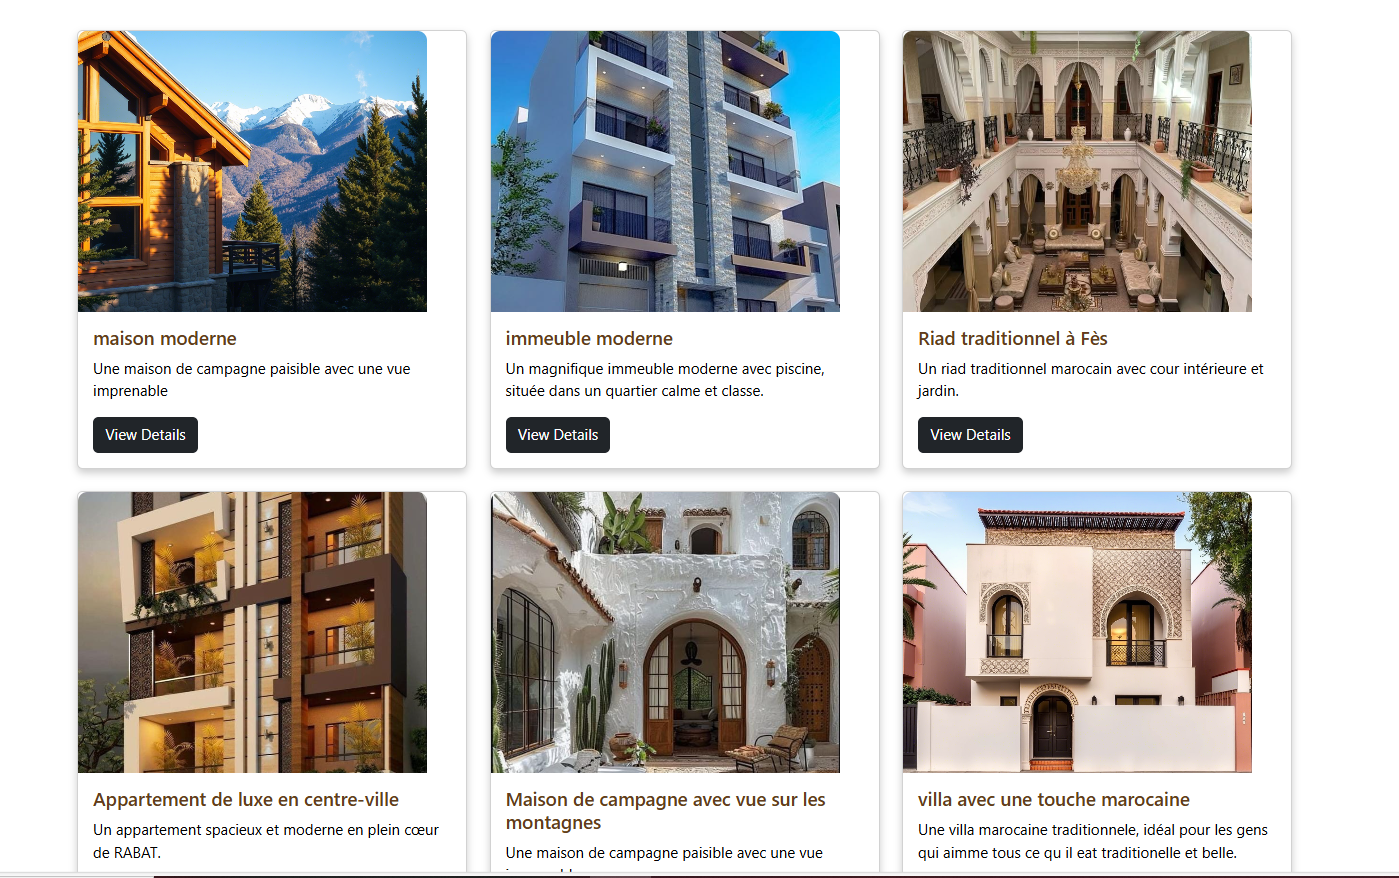 maison moderne
Une maison de campagne paisible avec une vue
imprenable
View Details
immeuble moderne
Un magnifique immeuble moderne avec piscine,
située dans un quartier calme et classe.
View Details
Riad traditionnel à Fès
Un riad traditionnel marocain avec cour intérieure et
jardin.
View Details
Appartement de luxe en centre-ville
Un appartement spacieux et moderne en plein cœur
de RABAT.
Maison de campagne avec vue sur les
montagnes
Une maison de campagne paisible avec une vue
villa avec une touche marocaine
Une villa marocaine traditionnele, idéal pour les gens
qui aimme tous ce qu il eat traditionelle et belle.